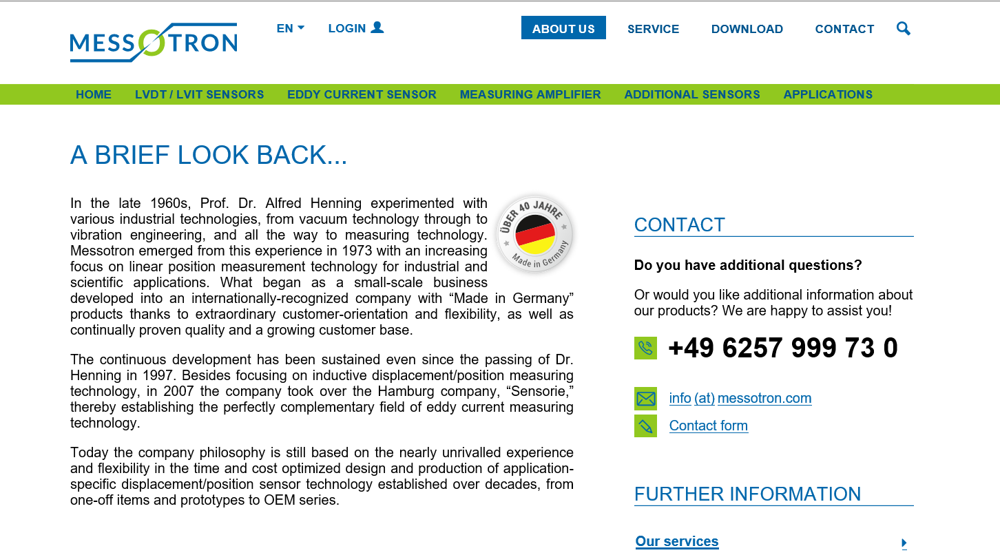 MESSOTRON
EN
LOGIN
ABOUT US
SERVICE
DOWNLOAD
CONTACT
HOME
LVDT / LVIT SENSORS
EDDY CURRENT SENSOR
MEASURING AMPLIFIER
ADDITIONAL SENSORS
APPLICATIONS
A BRIEF LOOK BACK...
In the late 1960s, Prof. Dr. Alfred Henning experimented with
various industrial technologies, from vacuum technology through to
vibration engineering, and all the way to measuring technology.
Messotron emerged from this experience in 1973 with an increasing
focus on linear position measurement technology for industrial and
scientific applications. What began as a small-scale business
developed into an internationally-recognized company with “Made in Germany”
products thanks to extraordinary customer-orientation and flexibility, as well as
continually proven quality and a growing customer base.
ÜBER 40 JAHRE
Made in Germany
The continuous development has been sustained even since the passing of Dr.
Henning in 1997. Besides focusing on inductive displacement/position measuring
technology, in 2007 the company took over the Hamburg company, “Sensorie,”
thereby establishing the perfectly complementary field of eddy current measuring
technology.
Today the company philosophy is still based on the nearly unrivalled experience
and flexibility in the time and cost optimized design and production of application-
specific displacement/position sensor technology established over decades, from
one-off items and prototypes to OEM series.
CONTACT
Do you have additional questions?
Or would you like additional information about
our products? We are happy to assist you!
+49 6257 999 73 0
info (at) messotron.com
Contact form
FURTHER INFORMATION
Our services